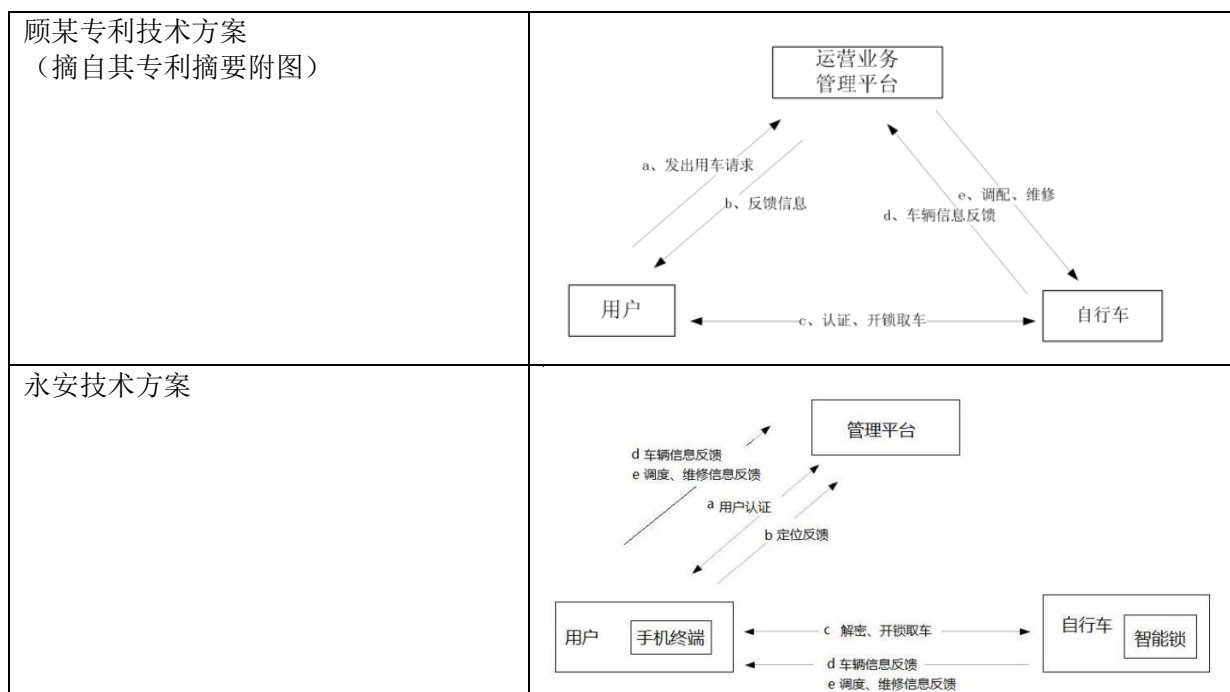 顾某专利技术方案
（摘自其专利摘要附图）
运营业务
管理平台
a、发出用车请求
b、反馈信息
e、调配、维修
d、车辆信息反馈
用户
c、认证、开锁取车
自行车
永安技术方案
管理平台
d 车辆信息反馈
e 调度、维修信息反馈
a 用户认证
b 定位反馈
用户
手机终端
c 解密、开锁取车
自行车
智能锁
d 车辆信息反馈
e 调度、维修信息反馈